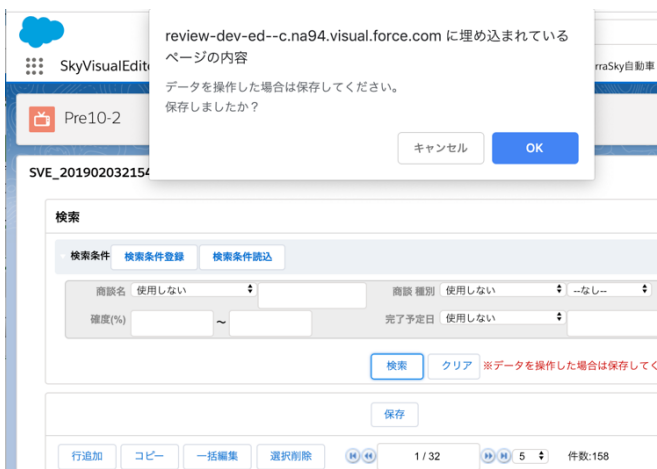 review-dev-ed--c.na94.visual.force.com に埋め込まれている
ページの内容
データを操作した場合は保存してください。
保存しましたか？
キャンセル OK
SkyVisualEdit
rraSky自動車
Pre10-2
SVE_20190203215
検索
検索条件 検索条件登録 検索条件読込
商談名 使用しない 商談 種別 使用しない --なし--
確度(%) ～ 完了予定日 使用しない
検索 クリア ※データを操作した場合は保存してく
保存
行追加 コピー 一括編集 選択削除 1 / 32 5 件数:158